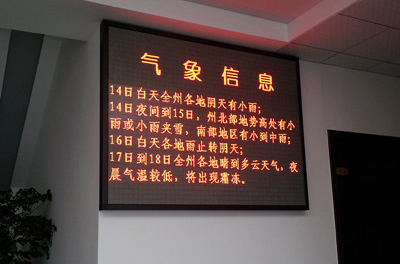 气象信息
14日白天全州各地阴天有小雨；
14日夜间到15日，州北部地势高处有小
雨或小雨夹雪，南部地区有小到中雨；
16日白天各地雨止转阴天；
17日到18日全州各地晴到多云天气，夜
晨气温较低，将出现霜冻。